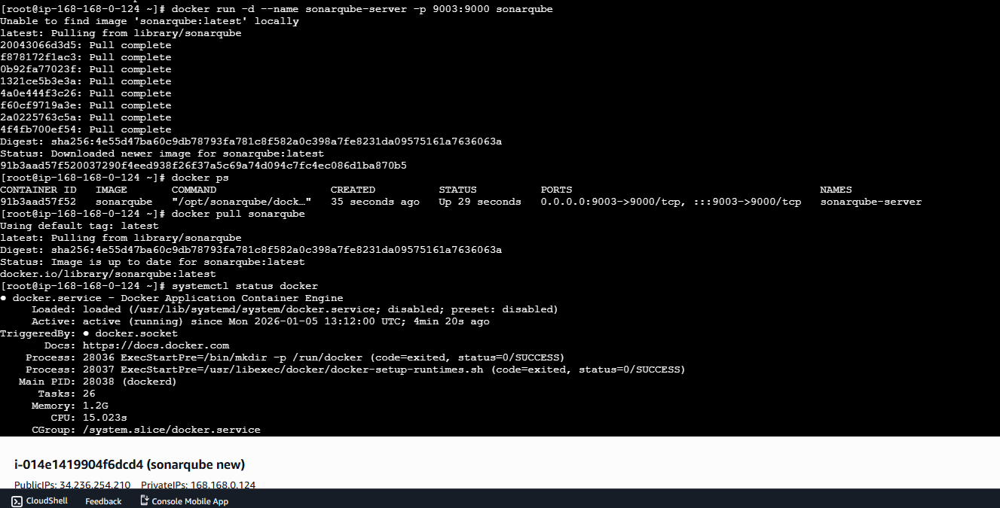 [root@ip-168-168-0-124 ~]# docker run -d --name sonarqube-server -p 9003:9000 sonarqube
Unable to find image 'sonarqube:latest' locally
latest: Pulling from library/sonarqube
20043066d3d5: Pull complete
f878172f1ac3: Pull complete
0b92fa77023f: Pull complete
1321ce5b3e3a: Pull complete
4a0e444f3c26: Pull complete
f60cf9719a3e: Pull complete
2a0225763c5a: Pull complete
4f4fb700ef54: Pull complete
Digest: sha256:4e55d47ba60c9db78793fa781c8f582a0c398a7fe8231da09575161a7636063a
Status: Downloaded newer image for sonarqube:latest
91b3aad57f520037290f4eed938f26f37a5c69a74d094c7fc4ec086d1ba870b5
[root@ip-168-168-0-124 ~]# docker ps
CONTAINER ID   IMAGE       COMMAND                  CREATED          STATUS          PORTS                                       NAMES
91b3aad57f52   sonarqube   "/opt/sonarqube/dock…"   35 seconds ago   Up 29 seconds   0.0.0.0:9003->9000/tcp, :::9003->9000/tcp   sonarqube-server
[root@ip-168-168-0-124 ~]# docker pull sonarqube
Using default tag: latest
latest: Pulling from library/sonarqube
Digest: sha256:4e55d47ba60c9db78793fa781c8f582a0c398a7fe8231da09575161a7636063a
Status: Image is up to date for sonarqube:latest
docker.io/library/sonarqube:latest
[root@ip-168-168-0-124 ~]# systemctl status docker
● docker.service - Docker Application Container Engine
     Loaded: loaded (/usr/lib/systemd/system/docker.service; disabled; preset: disabled)
     Active: active (running) since Mon 2026-01-05 13:12:00 UTC; 4min 20s ago
TriggeredBy: ● docker.socket
       Docs: https://docs.docker.com
    Process: 28036 ExecStartPre=/bin/mkdir -p /run/docker (code=exited, status=0/SUCCESS)
    Process: 28037 ExecStartPre=/usr/libexec/docker/docker-setup-runtimes.sh (code=exited, status=0/SUCCESS)
   Main PID: 28038 (dockerd)
      Tasks: 26
     Memory: 1.2G
        CPU: 15.023s
     CGroup: /system.slice/docker.service
i-014e1419904f6dcd4 (sonarqube new)
PublicIPs: 34.236.254.210 PrivateIPs: 168.168.0.124
CloudShell Feedback Console Mobile App